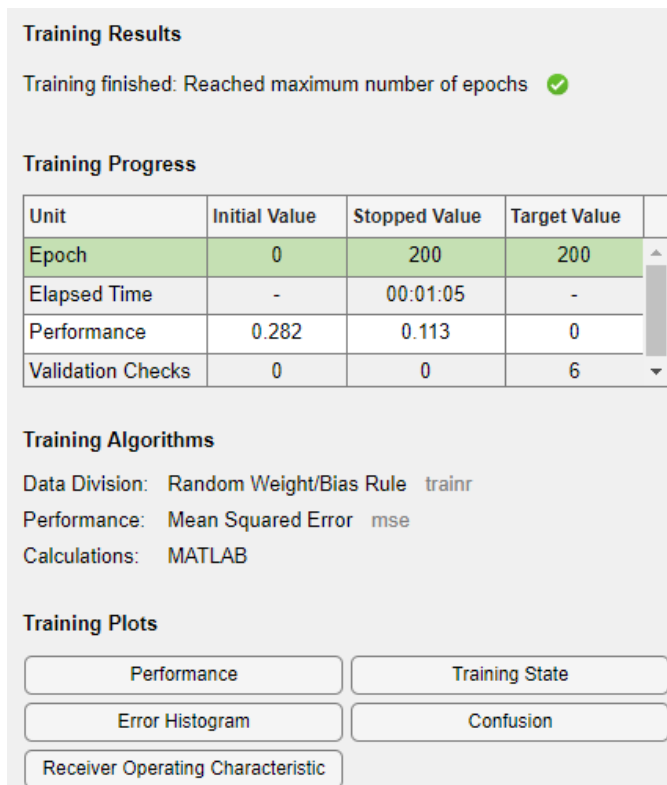 Training Results
Training finished: Reached maximum number of epochs
Training Progress
Unit Initial Value Stopped Value Target Value
Epoch 0 200 200
Elapsed Time - 00:01:05 -
Performance 0.282 0.113 0
Validation Checks 0 0 6
Training Algorithms
Data Division: Random Weight/Bias Rule trainr
Performance: Mean Squared Error mse
Calculations: MATLAB
Training Plots
Performance Training State
Error Histogram Confusion
Receiver Operating Characteristic